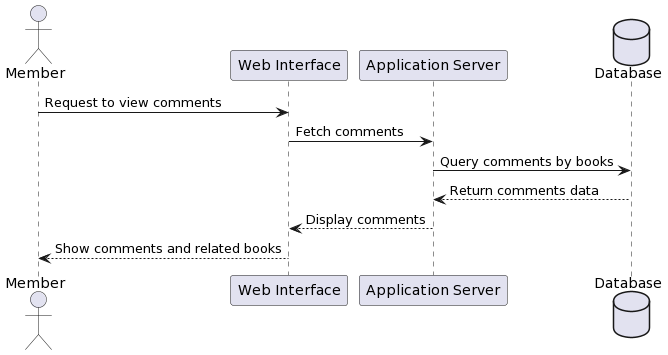 Member
Web Interface
Application Server
Database
Request to view comments
Fetch comments
Query comments by books
Return comments data
Display comments
Show comments and related books
Member
Web Interface
Application Server
Database